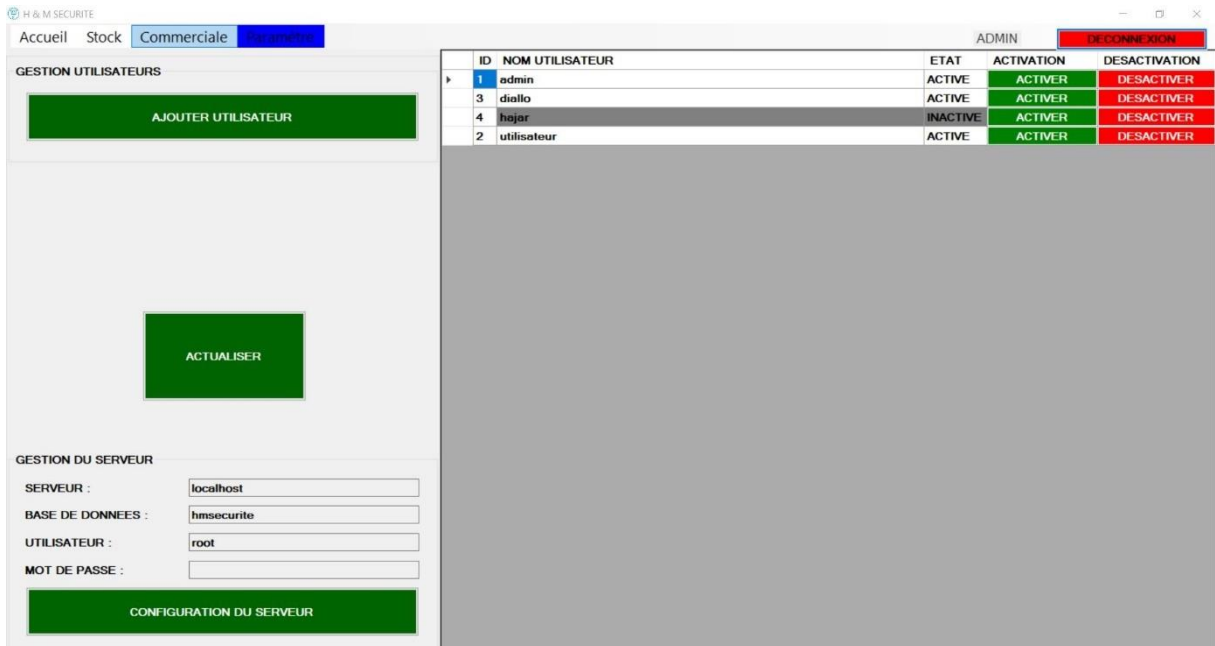 H & M SECURITE
Accueil Stock Commerciale Paramétre ADMIN DECONNEXION
GESTION UTILISATEURS
AJOUTER UTILISATEUR
ACTUALISER
GESTION DU SERVEUR
SERVEUR : localhost
BASE DE DONNEES : hmsecurite
UTILISATEUR : root
MOT DE PASSE :
CONFIGURATION DU SERVEUR
ID NOM UTILISATEUR ETAT ACTIVATION DESACTIVATION
1 admin ACTIVE ACTIVER DESACTIVER
3 diallo ACTIVE ACTIVER DESACTIVER
4 hajar INACTIVE ACTIVER DESACTIVER
2 utilisateur ACTIVE ACTIVER DESACTIVER